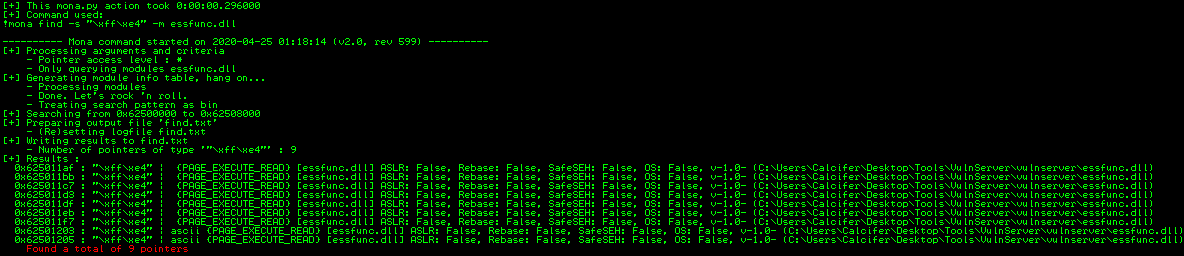 [+] This mona.py action took 0:00:00.296000
[+] Command used:
!mona find -s "\xff\xe4" -m essfunc.dll
---------- Mona command started on 2020-04-25 01:18:14 (v2.0, rev 599) ----------
[+] Processing arguments and criteria
- Pointer access level : *
- Only querying modules essfunc.dll
[+] Generating module info table, hang on...
- Processing modules
- Done. Let's rock 'n roll.
- Treating search pattern as bin
[+] Searching from 0x62500000 to 0x62508000
[+] Preparing output file 'find.txt'
- (Re)setting logfile find.txt
[+] Writing results to find.txt
- Number of pointers of type '"\xff\xe4"' : 9
[+] Results :
0x625011af : "\xff\xe4" | {PAGE_EXECUTE_READ} [essfunc.dll] ASLR: False, Rebase: False, SafeSEH: False, OS: False, v-1.0- (C:\Users\Calcifer\Desktop\Tools\VulnServer\vulnserver\essfunc.dll)
0x625011bb : "\xff\xe4" | {PAGE_EXECUTE_READ} [essfunc.dll] ASLR: False, Rebase: False, SafeSEH: False, OS: False, v-1.0- (C:\Users\Calcifer\Desktop\Tools\VulnServer\vulnserver\essfunc.dll)
0x625011c7 : "\xff\xe4" | {PAGE_EXECUTE_READ} [essfunc.dll] ASLR: False, Rebase: False, SafeSEH: False, OS: False, v-1.0- (C:\Users\Calcifer\Desktop\Tools\VulnServer\vulnserver\essfunc.dll)
0x625011d3 : "\xff\xe4" | {PAGE_EXECUTE_READ} [essfunc.dll] ASLR: False, Rebase: False, SafeSEH: False, OS: False, v-1.0- (C:\Users\Calcifer\Desktop\Tools\VulnServer\vulnserver\essfunc.dll)
0x625011df : "\xff\xe4" | {PAGE_EXECUTE_READ} [essfunc.dll] ASLR: False, Rebase: False, SafeSEH: False, OS: False, v-1.0- (C:\Users\Calcifer\Desktop\Tools\VulnServer\vulnserver\essfunc.dll)
0x625011eb : "\xff\xe4" | {PAGE_EXECUTE_READ} [essfunc.dll] ASLR: False, Rebase: False, SafeSEH: False, OS: False, v-1.0- (C:\Users\Calcifer\Desktop\Tools\VulnServer\vulnserver\essfunc.dll)
0x625011f7 : "\xff\xe4" | {PAGE_EXECUTE_READ} [essfunc.dll] ASLR: False, Rebase: False, SafeSEH: False, OS: False, v-1.0- (C:\Users\Calcifer\Desktop\Tools\VulnServer\vulnserver\essfunc.dll)
0x62501203 : "\xff\xe4" | ascii {PAGE_EXECUTE_READ} [essfunc.dll] ASLR: False, Rebase: False, SafeSEH: False, OS: False, v-1.0- (C:\Users\Calcifer\Desktop\Tools\VulnServer\vulnserver\essfunc.dll)
0x62501205 : "\xff\xe4" | ascii {PAGE_EXECUTE_READ} [essfunc.dll] ASLR: False, Rebase: False, SafeSEH: False, OS: False, v-1.0- (C:\Users\Calcifer\Desktop\Tools\VulnServer\vulnserver\essfunc.dll)
Found a total of 9 pointers